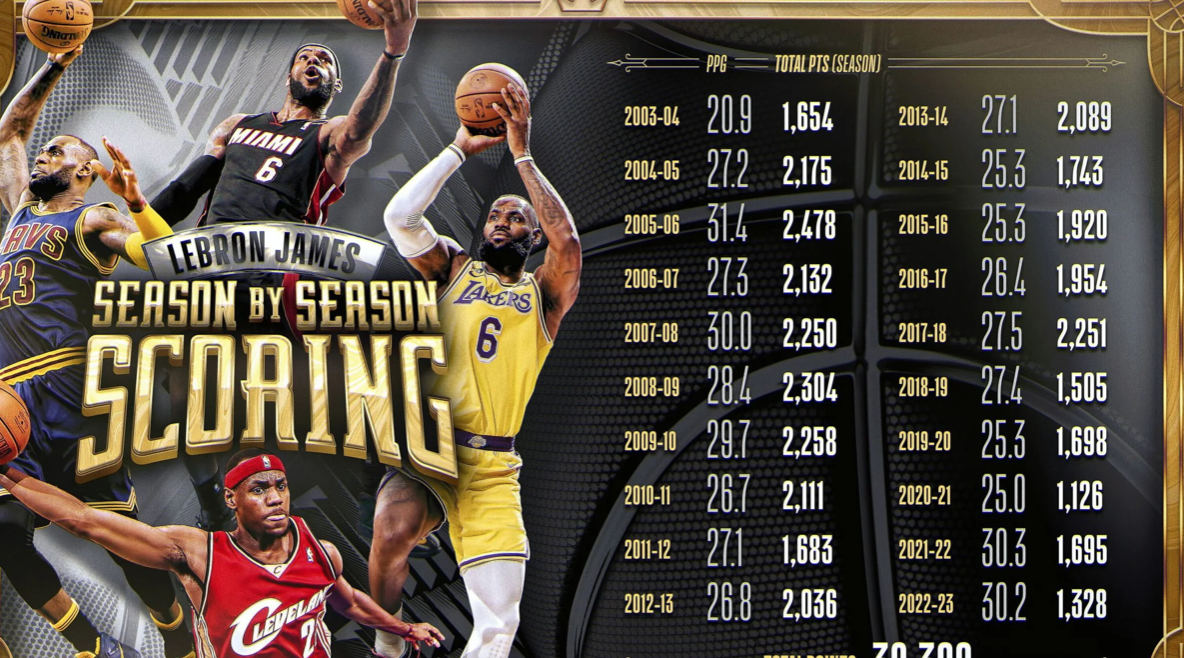 SPALDING
MIAMI
6
CAVS
23
LEBRON JAMES
SEASON BY SEASON
SCORING
LAKERS
6
CLEVELAND
2
PPG TOTAL PTS (SEASON)
2003-04 20.9 1,654
2004-05 27.2 2,175
2005-06 31.4 2,478
2006-07 27.3 2,132
2007-08 30.0 2,250
2008-09 28.4 2,304
2009-10 29.7 2,258
2010-11 26.7 2,111
2011-12 27.1 1,683
2012-13 26.8 2,036
2013-14 27.1 2,089
2014-15 25.3 1,743
2015-16 25.3 1,920
2016-17 26.4 1,954
2017-18 27.5 2,251
2018-19 27.4 1,505
2019-20 25.3 1,698
2020-21 25.0 1,126
2021-22 30.3 1,695
2022-23 30.2 1,328
TOTAL POINTS